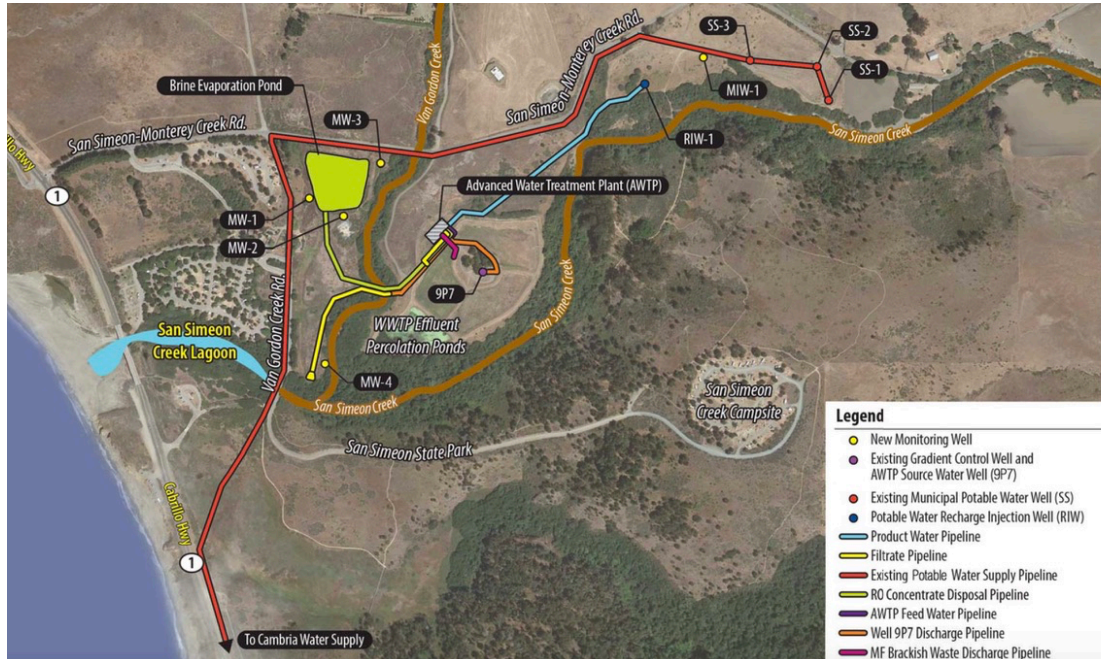 SS-3
SS-2
SS-1
MIW-1
San Simeon-Monterey Creek Rd.
Van Gordon Creek
Brine Evaporation Pond
MW-3
San Simeon-Monterey Creek Rd.
RIW-1
San Simeon Creek
illo Hwy
1
Advanced Water Treatment Plant (AWTP)
MW-1
MW-2
9P7
San Simeon Creek
WWTP Effluent
Percolation Ponds
Van Gordon Creek Rd.
San Simeon
Creek Lagoon
MW-4
San Simeon Creek
San Simeon
Creek Campsite
San Simeon State Park
Cabrillo Hwy
1
To Cambria Water Supply
Legend
New Monitoring Well
Existing Gradient Control Well and
AWTP Source Water Well (9P7)
Existing Municipal Potable Water Well (SS)
Potable Water Recharge Injection Well (RIW)
Product Water Pipeline
Filtrate Pipeline
Existing Potable Water Supply Pipeline
RO Concentrate Disposal Pipeline
AWTP Feed Water Pipeline
Well 9P7 Discharge Pipeline
MF Brackish Waste Discharge Pipeline